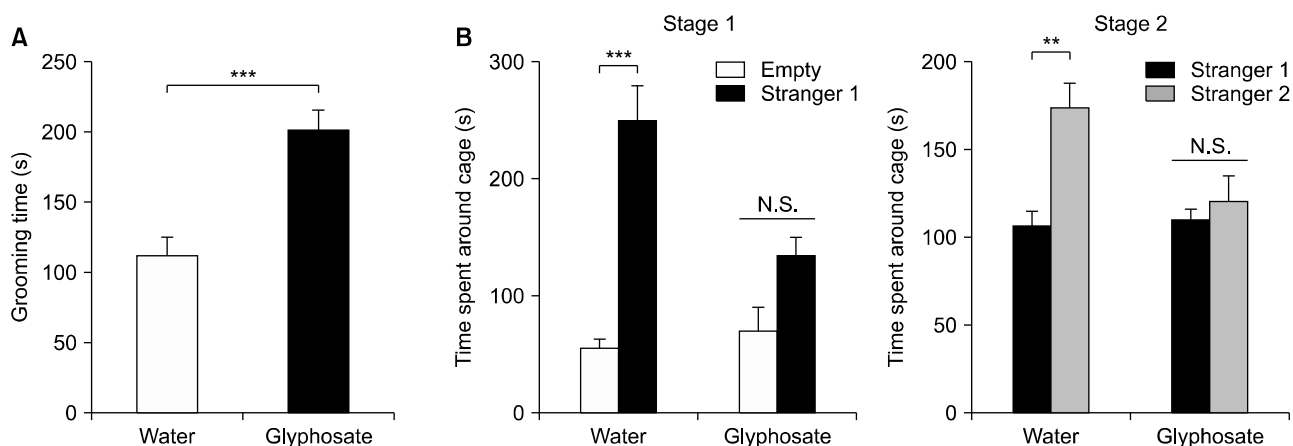 A
Grooming time (s)
250
200
150
100
50
0
***
Water
Glyphosate
B
Stage 1
Time spent around cage (s)
300
200
100
0
***
N.S.
Empty
Stranger 1
Water
Glyphosate
Stage 2
Time spent around cage (s)
200
150
100
50
0
**
N.S.
Stranger 1
Stranger 2
Water
Glyphosate